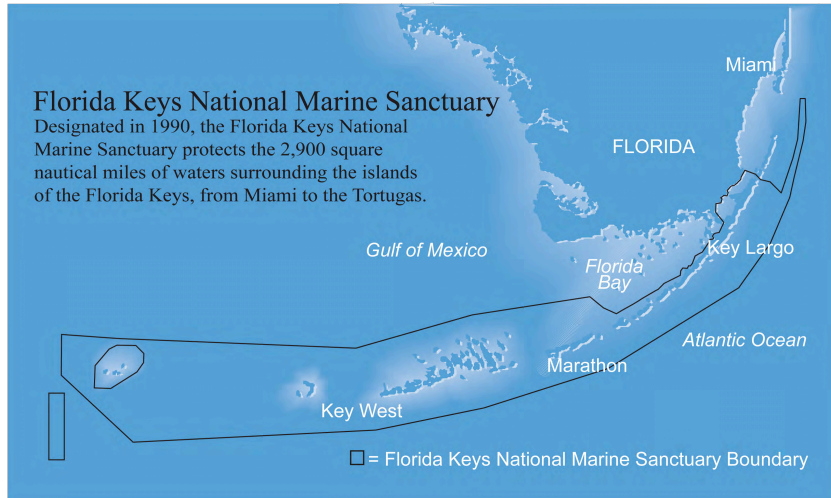 Miami
Florida Keys National Marine Sanctuary
Designated in 1990, the Florida Keys National
Marine Sanctuary protects the 2,900 square
nautical miles of waters surrounding the islands
of the Florida Keys, from Miami to the Tortugas.
FLORIDA
Gulf of Mexico
Key Largo
Florida
Bay
Atlantic Ocean
Marathon
Key West
= Florida Keys National Marine Sanctuary Boundary